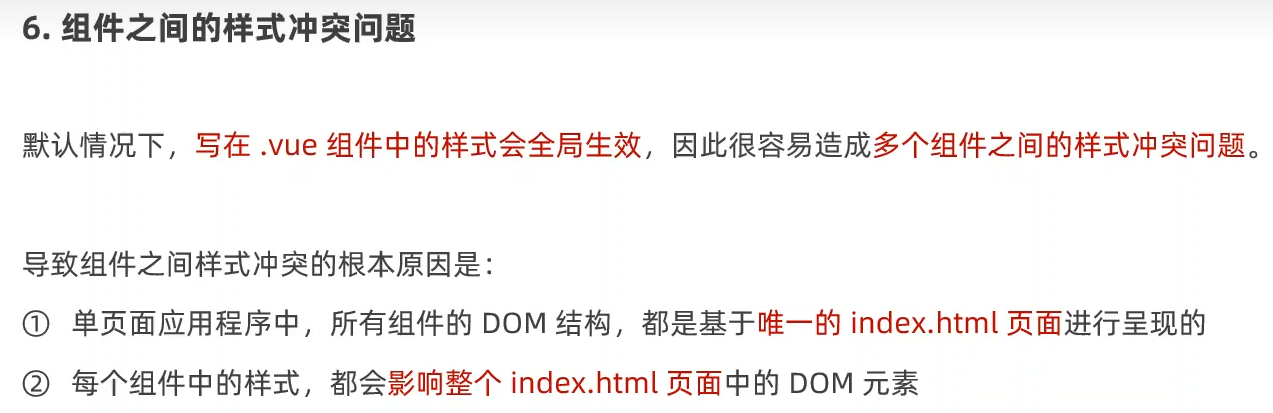 6. 组件之间的样式冲突问题
默认情况下，写在 .vue 组件中的样式会全局生效，因此很容易造成多个组件之间的样式冲突问题。
导致组件之间样式冲突的根本原因是：
① 单页面应用程序中，所有组件的 DOM 结构，都是基于唯一的 index.html 页面进行呈现的
② 每个组件中的样式，都会影响整个 index.html 页面中的 DOM 元素